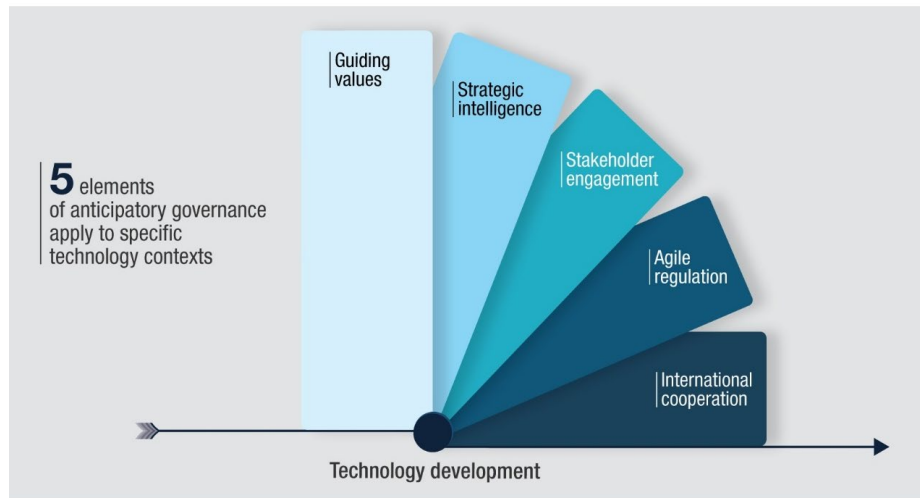 5 elements
of anticipatory governance
apply to specific
technology contexts
Guiding
values
Strategic
intelligence
Stakeholder
engagement
Agile
regulation
International
cooperation
Technology development